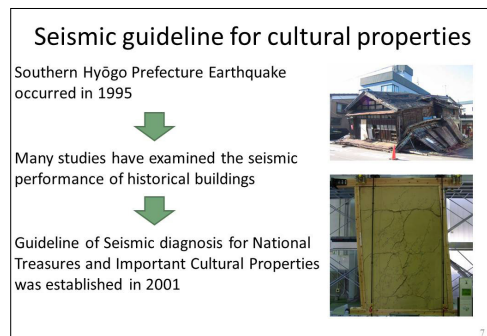 Seismic guideline for cultural properties
Southern Hyōgo Prefecture Earthquake
occurred in 1995
Many studies have examined the seismic
performance of historical buildings
Guideline of Seismic diagnosis for National
Treasures and Important Cultural Properties
was established in 2001
7